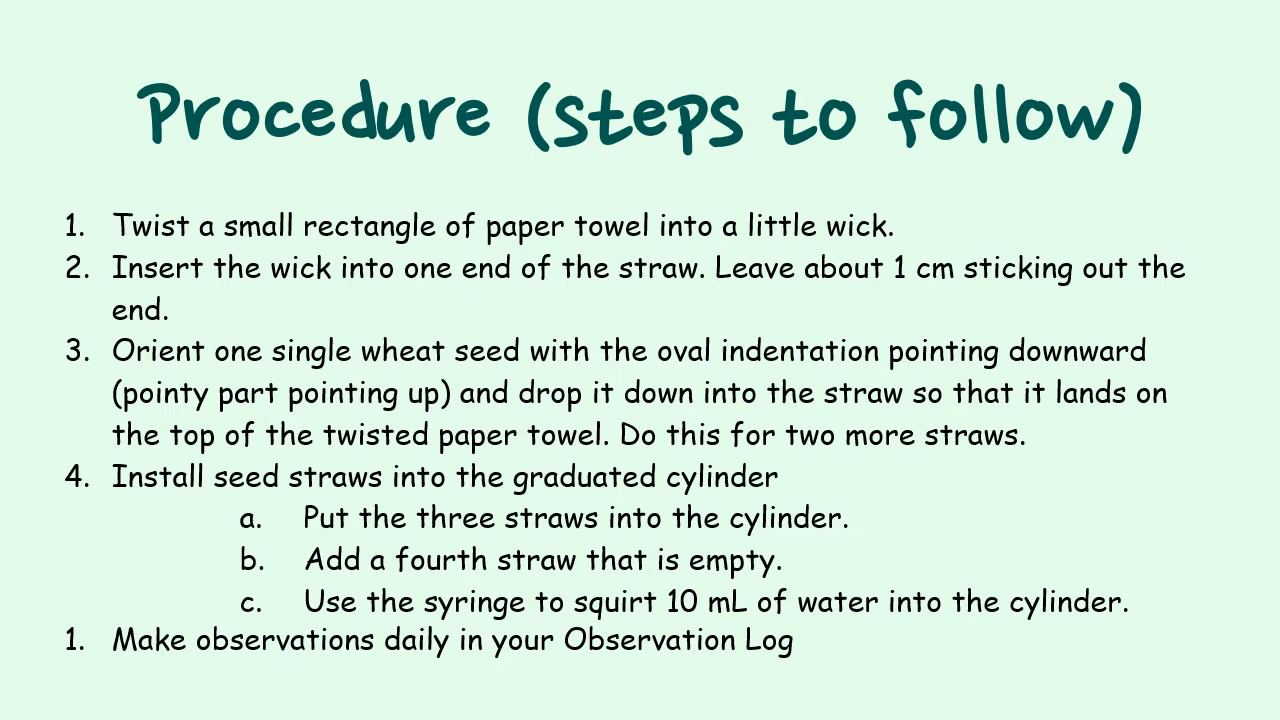 Procedure (steps to follow)
1. Twist a small rectangle of paper towel into a little wick.
2. Insert the wick into one end of the straw. Leave about 1 cm sticking out the
end.
3. Orient one single wheat seed with the oval indentation pointing downward
(pointy part pointing up) and drop it down into the straw so that it lands on
the top of the twisted paper towel. Do this for two more straws.
4. Install seed straws into the graduated cylinder
a. Put the three straws into the cylinder.
b. Add a fourth straw that is empty.
c. Use the syringe to squirt 10 mL of water into the cylinder.
1. Make observations daily in your Observation Log